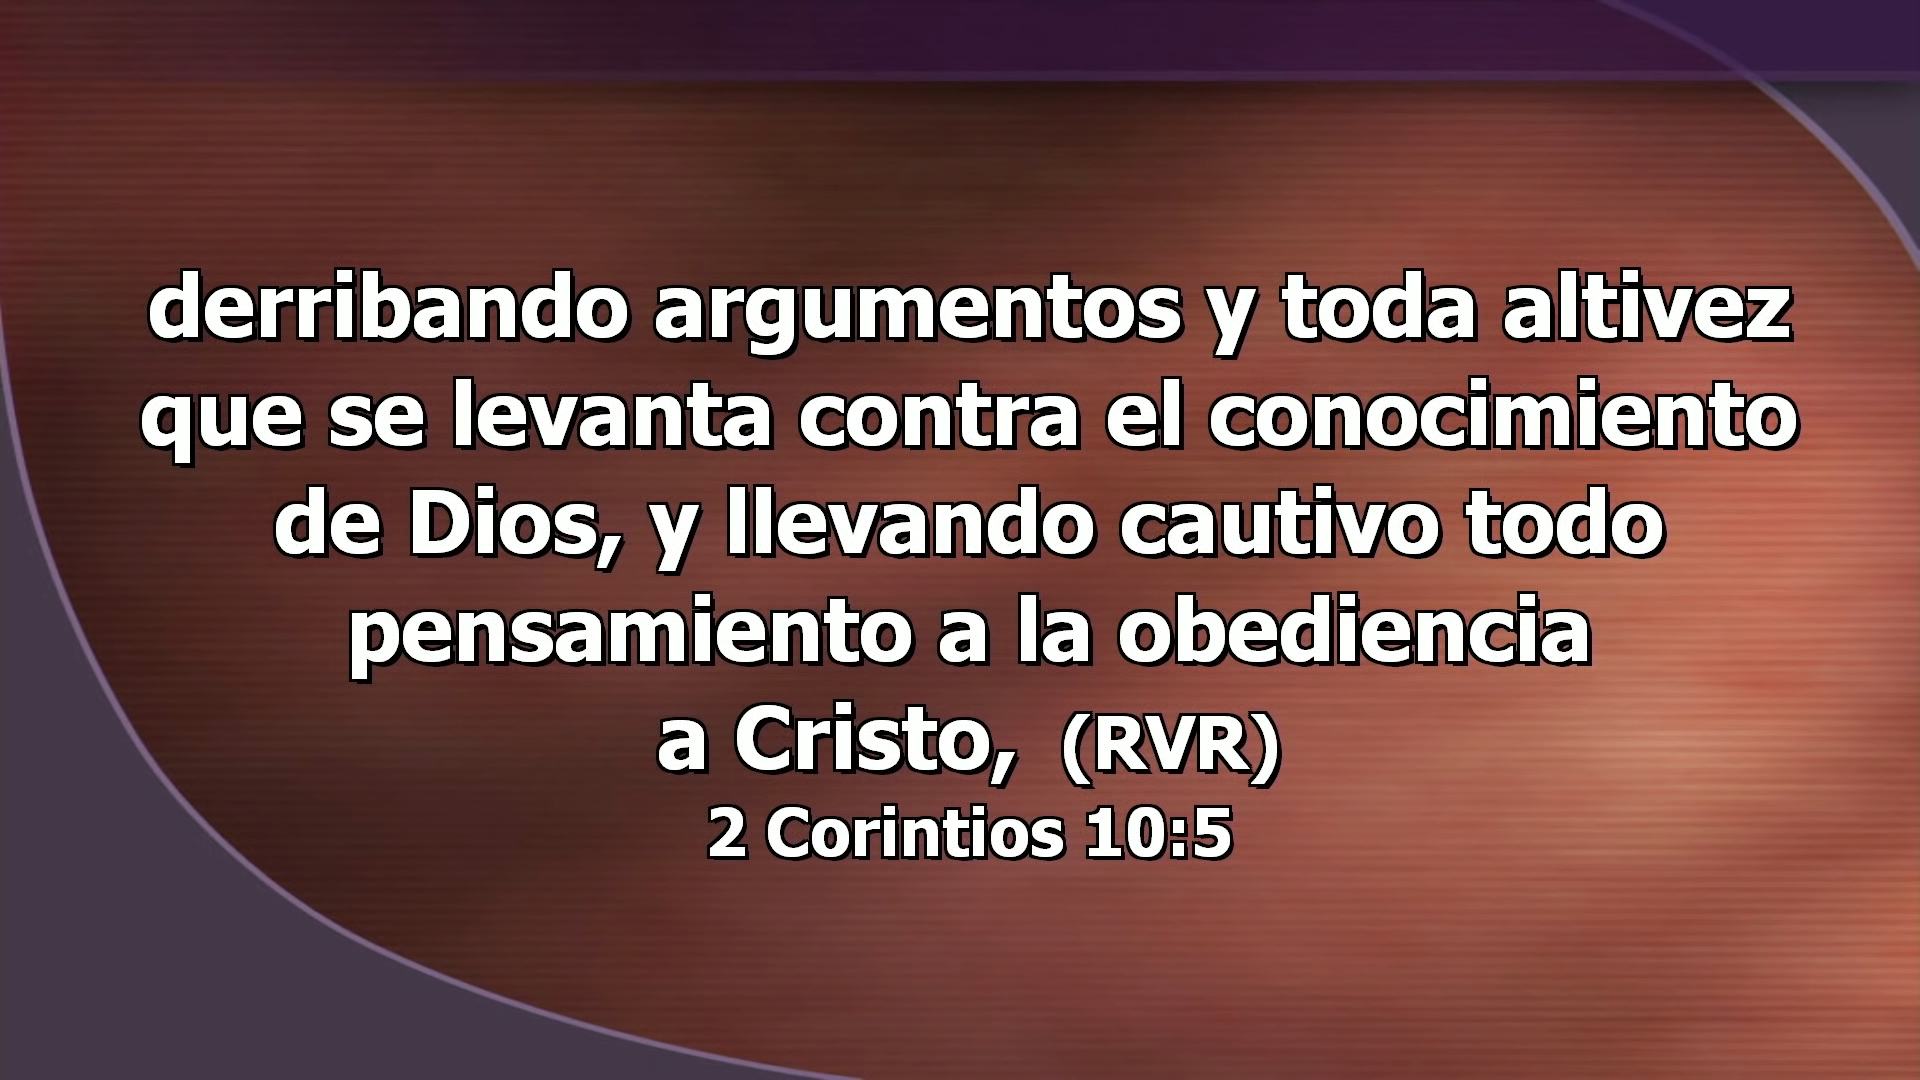 derribando argumentos y toda altivez
que se levanta contra el conocimiento
de Dios, y llevando cautivo todo
pensamiento a la obediencia
a Cristo, (RVR)
2 Corintios 10:5